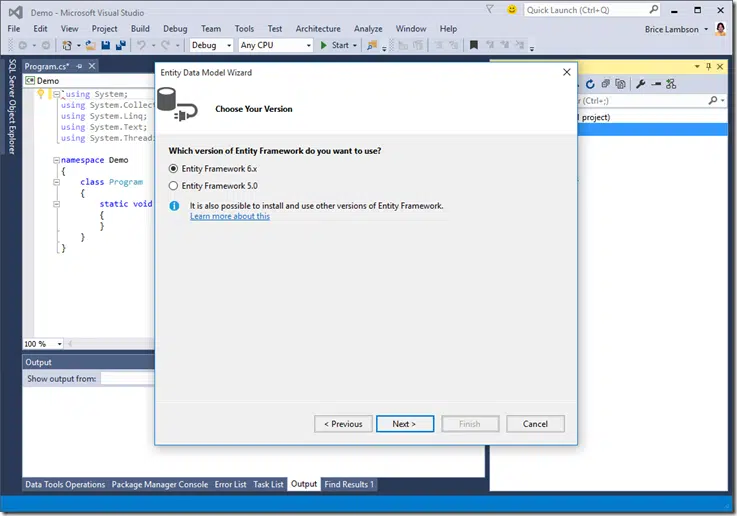 Demo - Microsoft Visual Studio
Quick Launch (Ctrl+Q)
File Edit View Project Build Debug Team Tools Test Architecture Analyze Window Help
Brice Lambson
Debug Any CPU Start
SQL Server Object Explorer
Program.cs*
Demo
using System;
using System.Collect
using System.Linq;
using System.Text;
using System.Threadi
namespace Demo
{
class Program
{
static void
{
}
}
}
100 %
Entity Data Model Wizard
Choose Your Version
Which version of Entity Framework do you want to use?
Entity Framework 6.x
Entity Framework 5.0
It is also possible to install and use other versions of Entity Framework.
Learn more about this
< Previous Next > Finish Cancel
r (Ctrl+;)
1 project)
Output
Show output from:
Data Tools Operations Package Manager Console Error List Task List Output Find Results 1